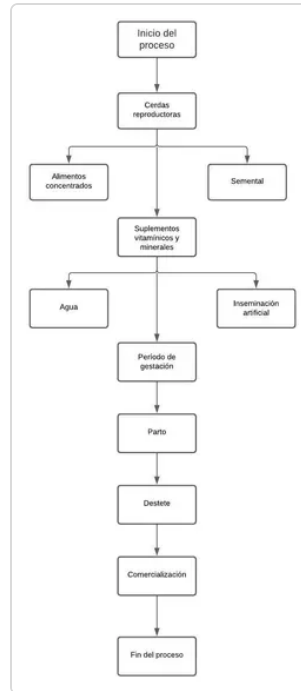 Inicio del
proceso
Cerdas
reproductoras
Alimentos
concentrados
Semental
Suplementos
vitamínicos y
minerales
Agua
Inseminación
artificial
Período de
gestación
Parto
Destete
Comercialización
Fin del proceso